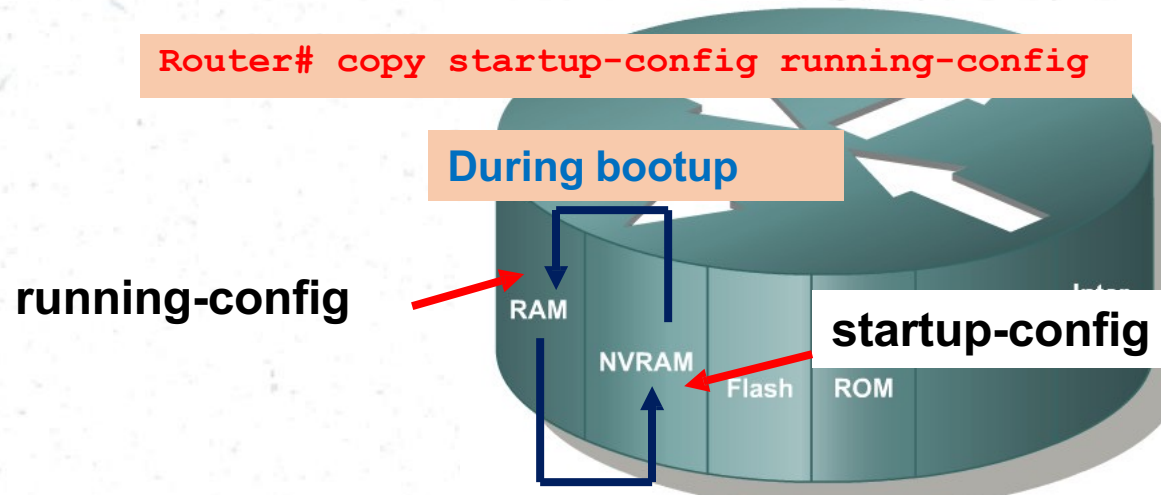 Router# copy startup-config running-config
During bootup
running-config
RAM
startup-config
NVRAM
Flash
ROM